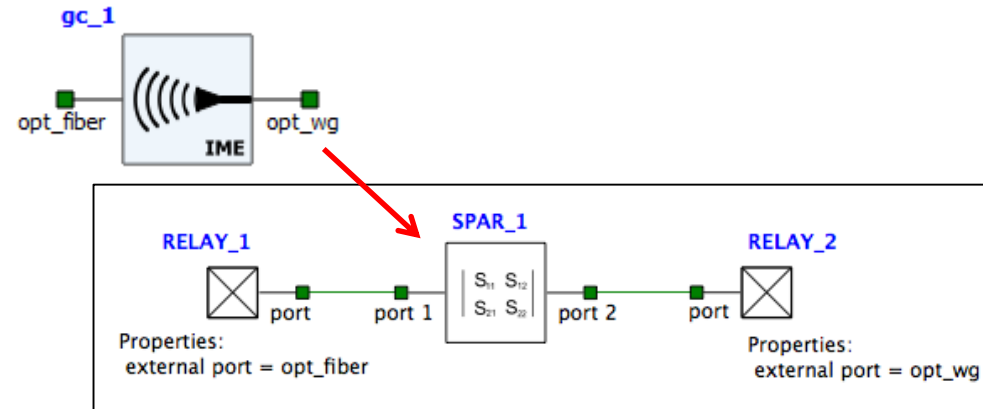 gc_1
opt_fiber
opt_wg
IME
SPAR_1
RELAY_1
RELAY_2
S11 S12
S21 S22
port
port 1
port 2
port
Properties:
external port = opt_fiber
Properties:
external port = opt_wg